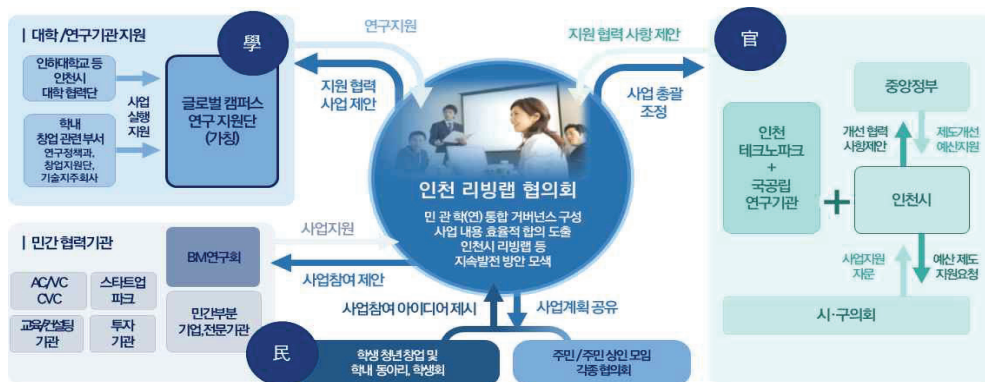 | 대학/연구기관지원
學
인하대학교 등
인천시
대학 협력단
학내
창업 관련 부서
연구정책과,
창업지원단,
기술지주회사
사업
실행
지원
글로벌 캠퍼스
연구 지원단
(가칭)
연구지원
지원 협력
사업 제안
지원 협력 사항 제안
사업 총괄
조정
인천 리빙랩 협의회
민 관 학(연) 통합 거버넌스 구성
사업 내용 효율적 합의 도출
인천시 리빙랩 등
지속발전 방안 모색
官
중앙정부
개선 협력
사항제안
제도개선
예산지원
인천
테크노파크
+
국공립
연구기관
+
인천시
사업지원
자문
예산 제도
지원요청
시·구의회
| 민간 협력기관
AC/VC
CVC
스타트업
파크
교육/컨설팅
기관
투자
기관
BM연구회
민간부분
기업,전문기관
사업지원
사업참여 제안
사업참여 아이디어 제시
사업계획 공유
民
학생 청년 창업 및
학내 동아리, 학생회
주민 / 주민 상인 모임
각종 협의회